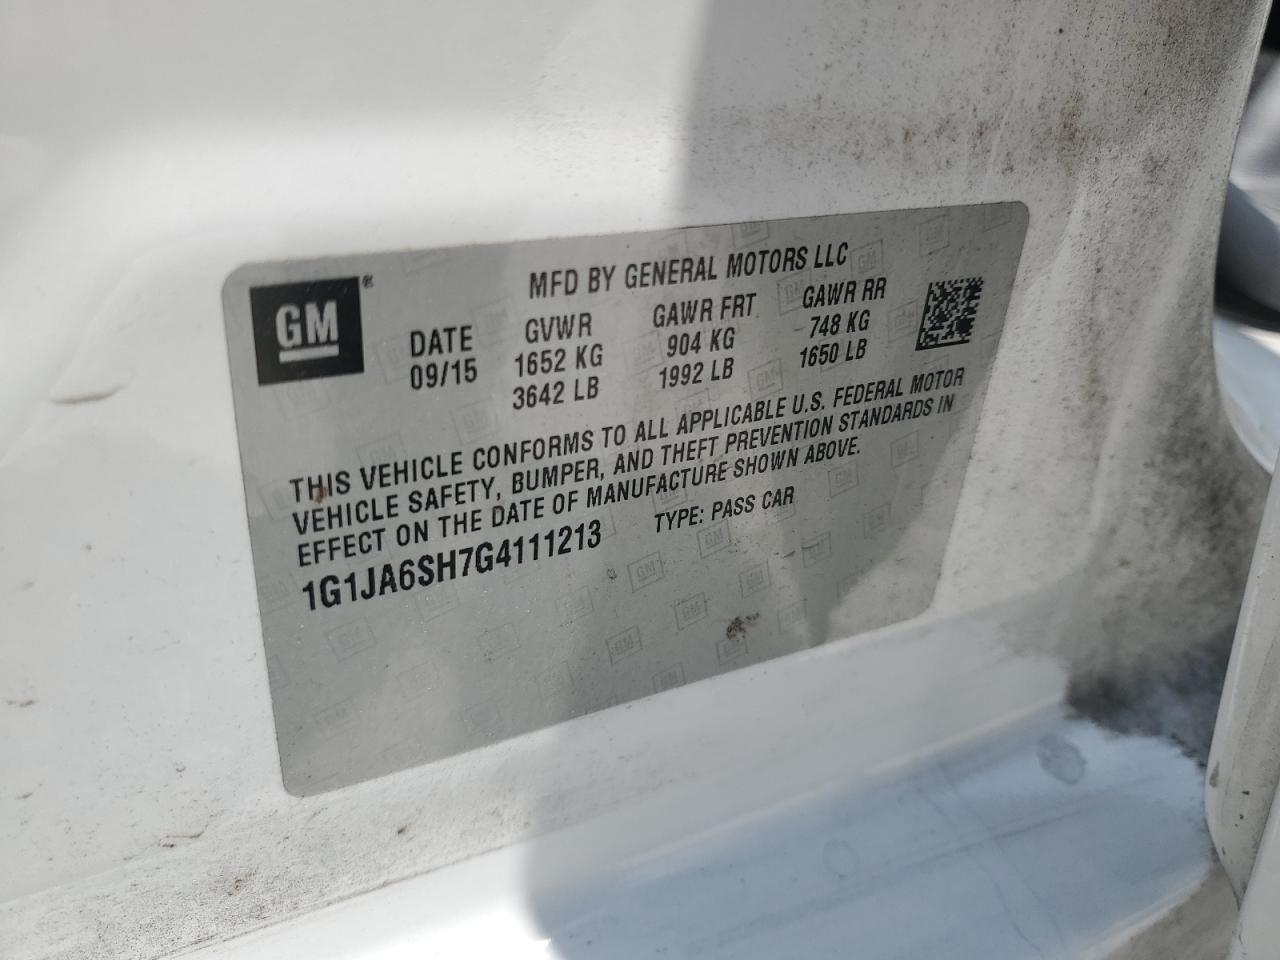 GM®
MFD BY GENERAL MOTORS LLC
DATE GVWR GAWR FRT GAWR RR
09/15 1652 KG 904 KG 748 KG
3642 LB 1992 LB 1650 LB
THIS VEHICLE CONFORMS TO ALL APPLICABLE U.S. FEDERAL MOTOR
VEHICLE SAFETY, BUMPER, AND THEFT PREVENTION STANDARDS IN
EFFECT ON THE DATE OF MANUFACTURE SHOWN ABOVE.
1G1JA6SH7G4111213 TYPE: PASS CAR